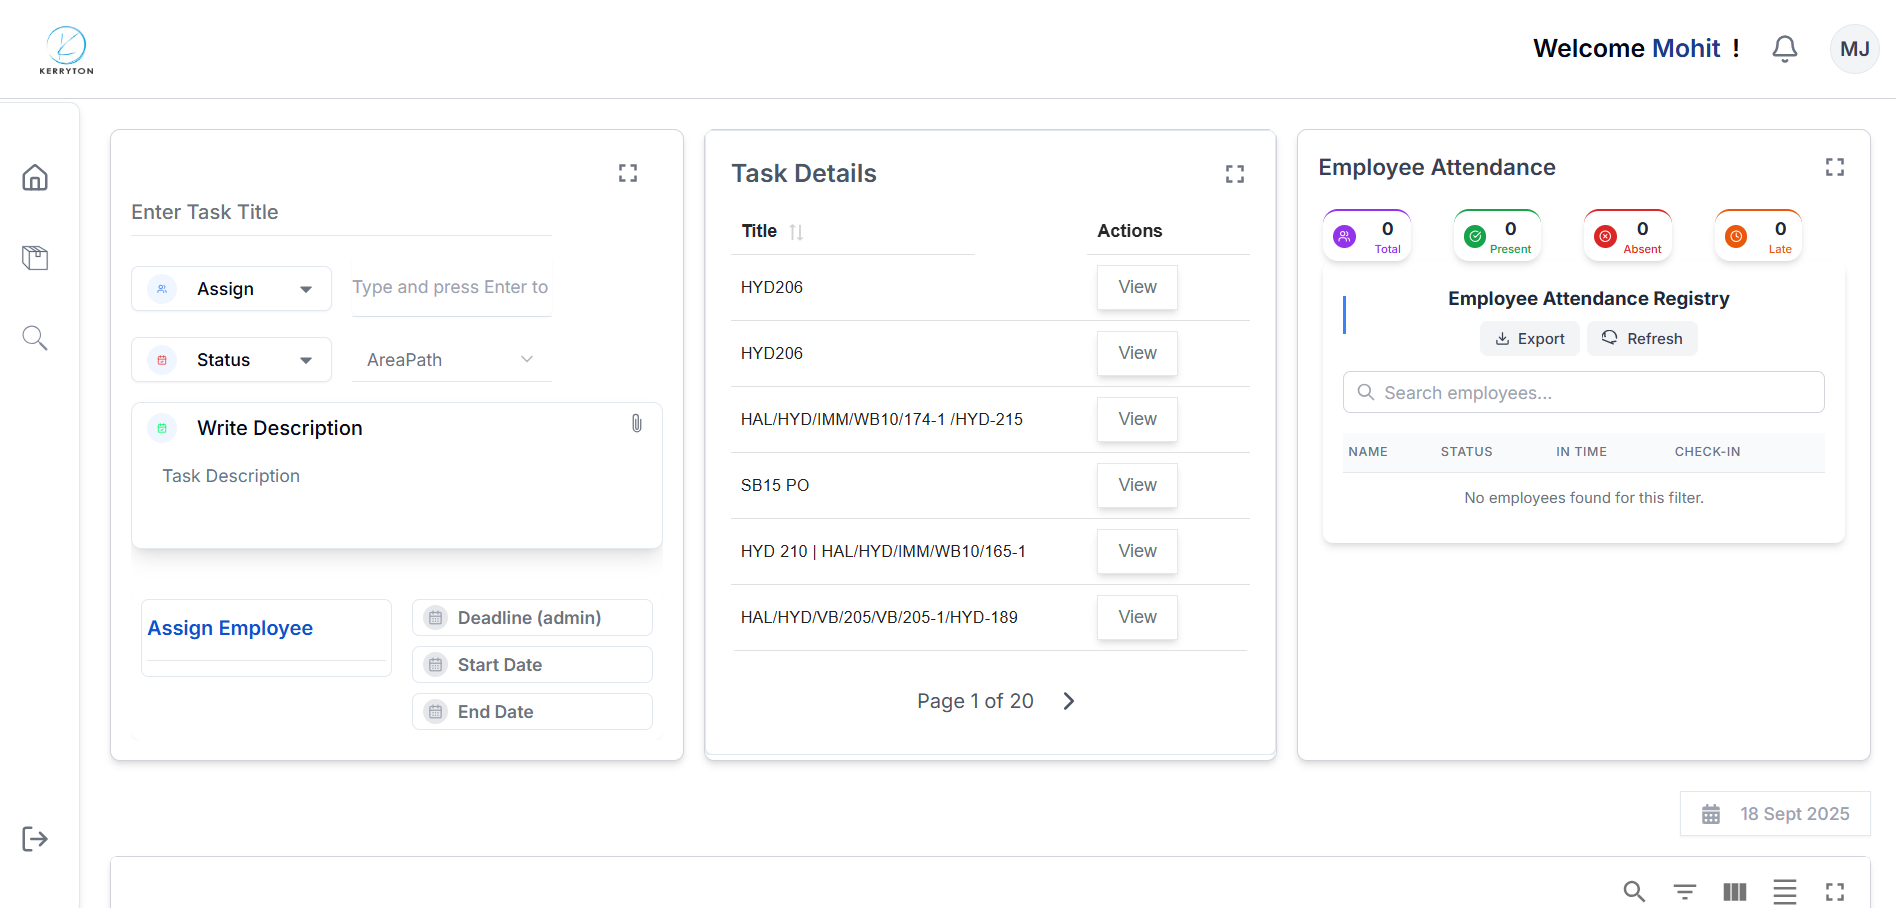 KERRYTON
Welcome Mohit !
MJ
Enter Task Title
Assign
Type and press Enter to
Status
AreaPath
Write Description
Task Description
Assign Employee
Deadline (admin)
Start Date
End Date
Task Details
Title
Actions
HYD206
View
HYD206
View
HAL/HYD/IMM/WB10/174-1 /HYD-215
View
SB15 PO
View
HYD 210 | HAL/HYD/IMM/WB10/165-1
View
HAL/HYD/VB/205/VB/205-1/HYD-189
View
Page 1 of 20
Employee Attendance
0
Total
0
Present
0
Absent
0
Late
Employee Attendance Registry
Export
Refresh
Search employees...
NAME STATUS IN TIME CHECK-IN
No employees found for this filter.
18 Sept 2025